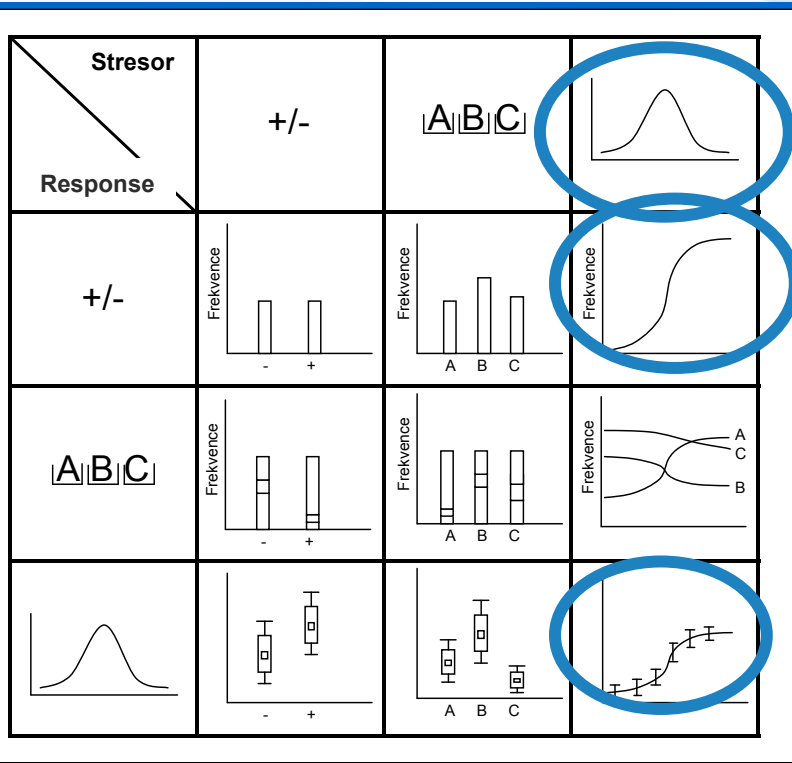 Stresor
Response
+/-
A B C
+/-
Frekvence
- +
Frekvence
A B C
Frekvence
A B C
Frekvence
- +
Frekvence
A B C
Frekvence
A
C
B
- +
A B C